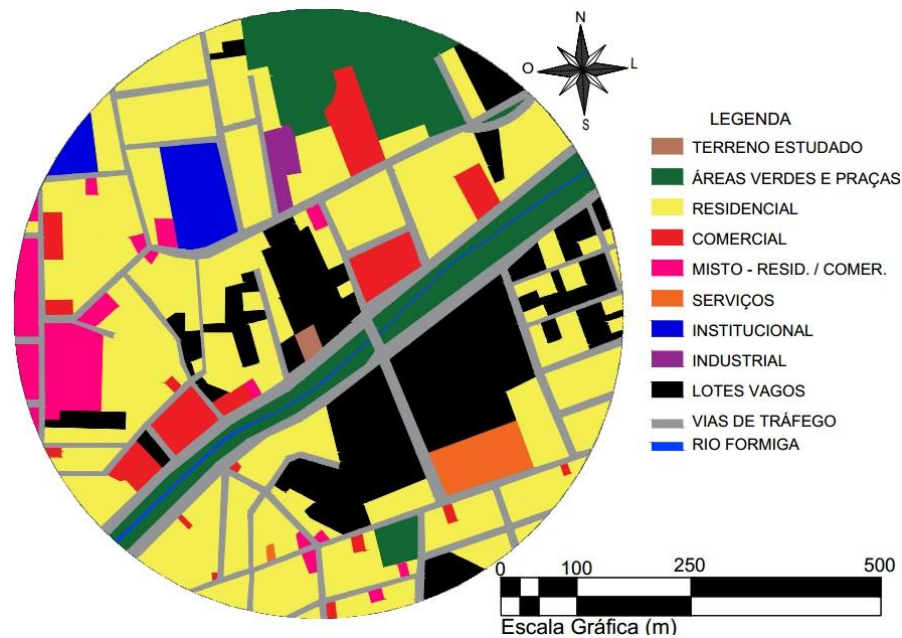 N
O
L
S
LEGENDA
TERRENO ESTUDADO
ÁREAS VERDES E PRAÇAS
RESIDENCIAL
COMERCIAL
MISTO - RESID. / COMER.
SERVIÇOS
INSTITUCIONAL
INDUSTRIAL
LOTES VAGOS
VIAS DE TRÁFEGO
RIO FORMIGA
0 100 250 500
Escala Gráfica (m)